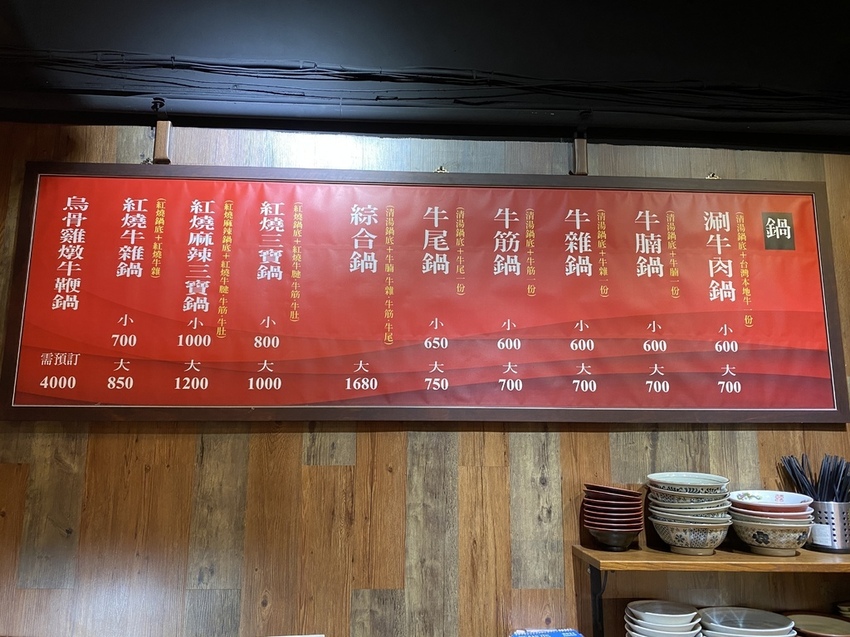 鍋
涮牛肉鍋
(清湯鍋底+台灣本地牛一份)
小
600
大
700
牛腩鍋
(清湯鍋底+牛腩一份)
小
600
大
700
牛雜鍋
(清湯鍋底+牛雜一份)
小
600
大
700
牛筋鍋
(清湯鍋底+牛筋一份)
小
600
大
700
牛尾鍋
(清湯鍋底+牛尾一份)
小
650
大
750
綜合鍋
(清湯鍋底+牛腩 牛雜 牛筋 牛尾)
大
1680
紅燒三寶鍋
(紅燒鍋底+紅燒牛腱 牛筋 牛肚)
小
800
大
1000
紅燒麻辣三寶鍋
(紅燒麻辣鍋底+紅燒牛腱 牛筋 牛肚)
小
1000
大
1200
紅燒牛雜鍋
(紅燒鍋底+紅燒牛雜)
小
700
大
850
烏骨雞燉牛鞭鍋
需預訂
4000